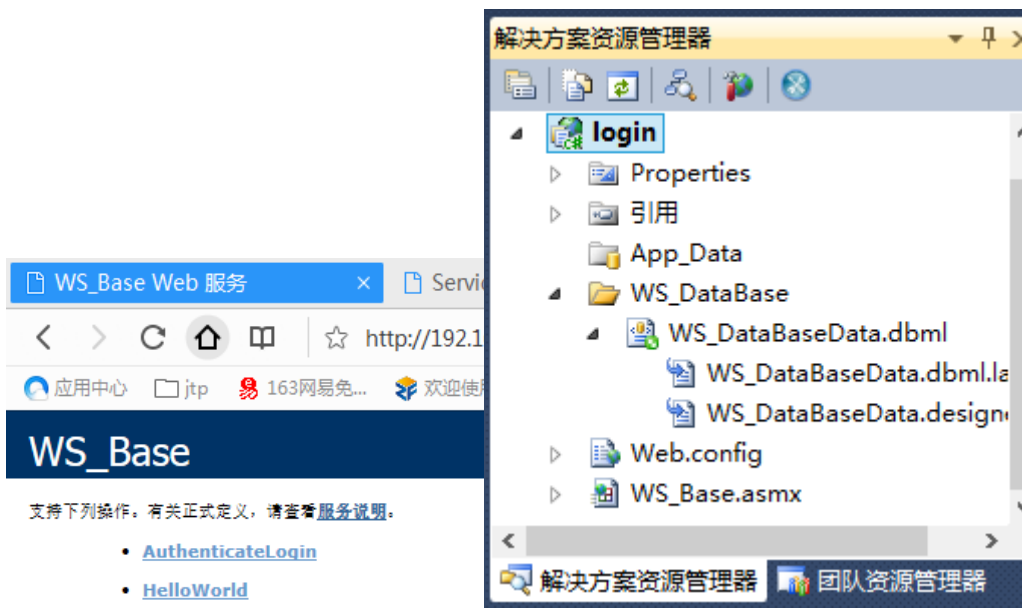 WS_Base Web 服务
Servi
http://192.1
应用中心
jtp
163网易免...
欢迎使
WS_Base
支持下列操作。有关正式定义，请查看服务说明。
AuthenticateLogin
HelloWorld
解决方案资源管理器
login
Properties
引用
App_Data
WS_DataBase
WS_DataBaseData.dbml
WS_DataBaseData.dbml.la
WS_DataBaseData.design
Web.config
WS_Base.asmx
解决方案资源管理器
团队资源管理器